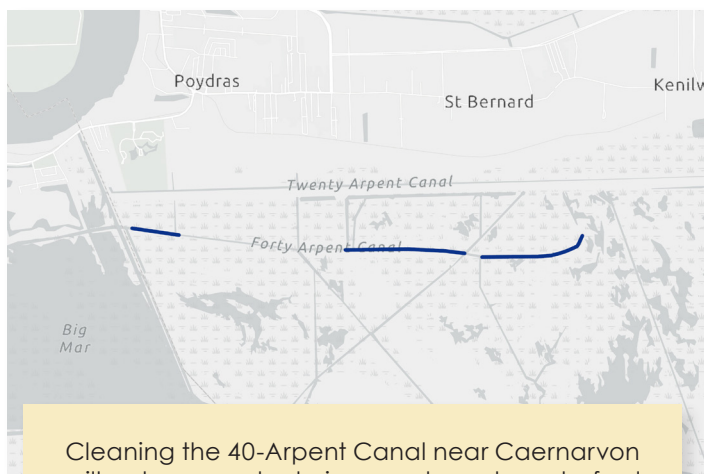 Poydras
St Bernard
Kenilw
Twenty Arpent Canal
Forty Arpent Canal
Big
Mar
Cleaning the 40-Arpent Canal near Caernarvon